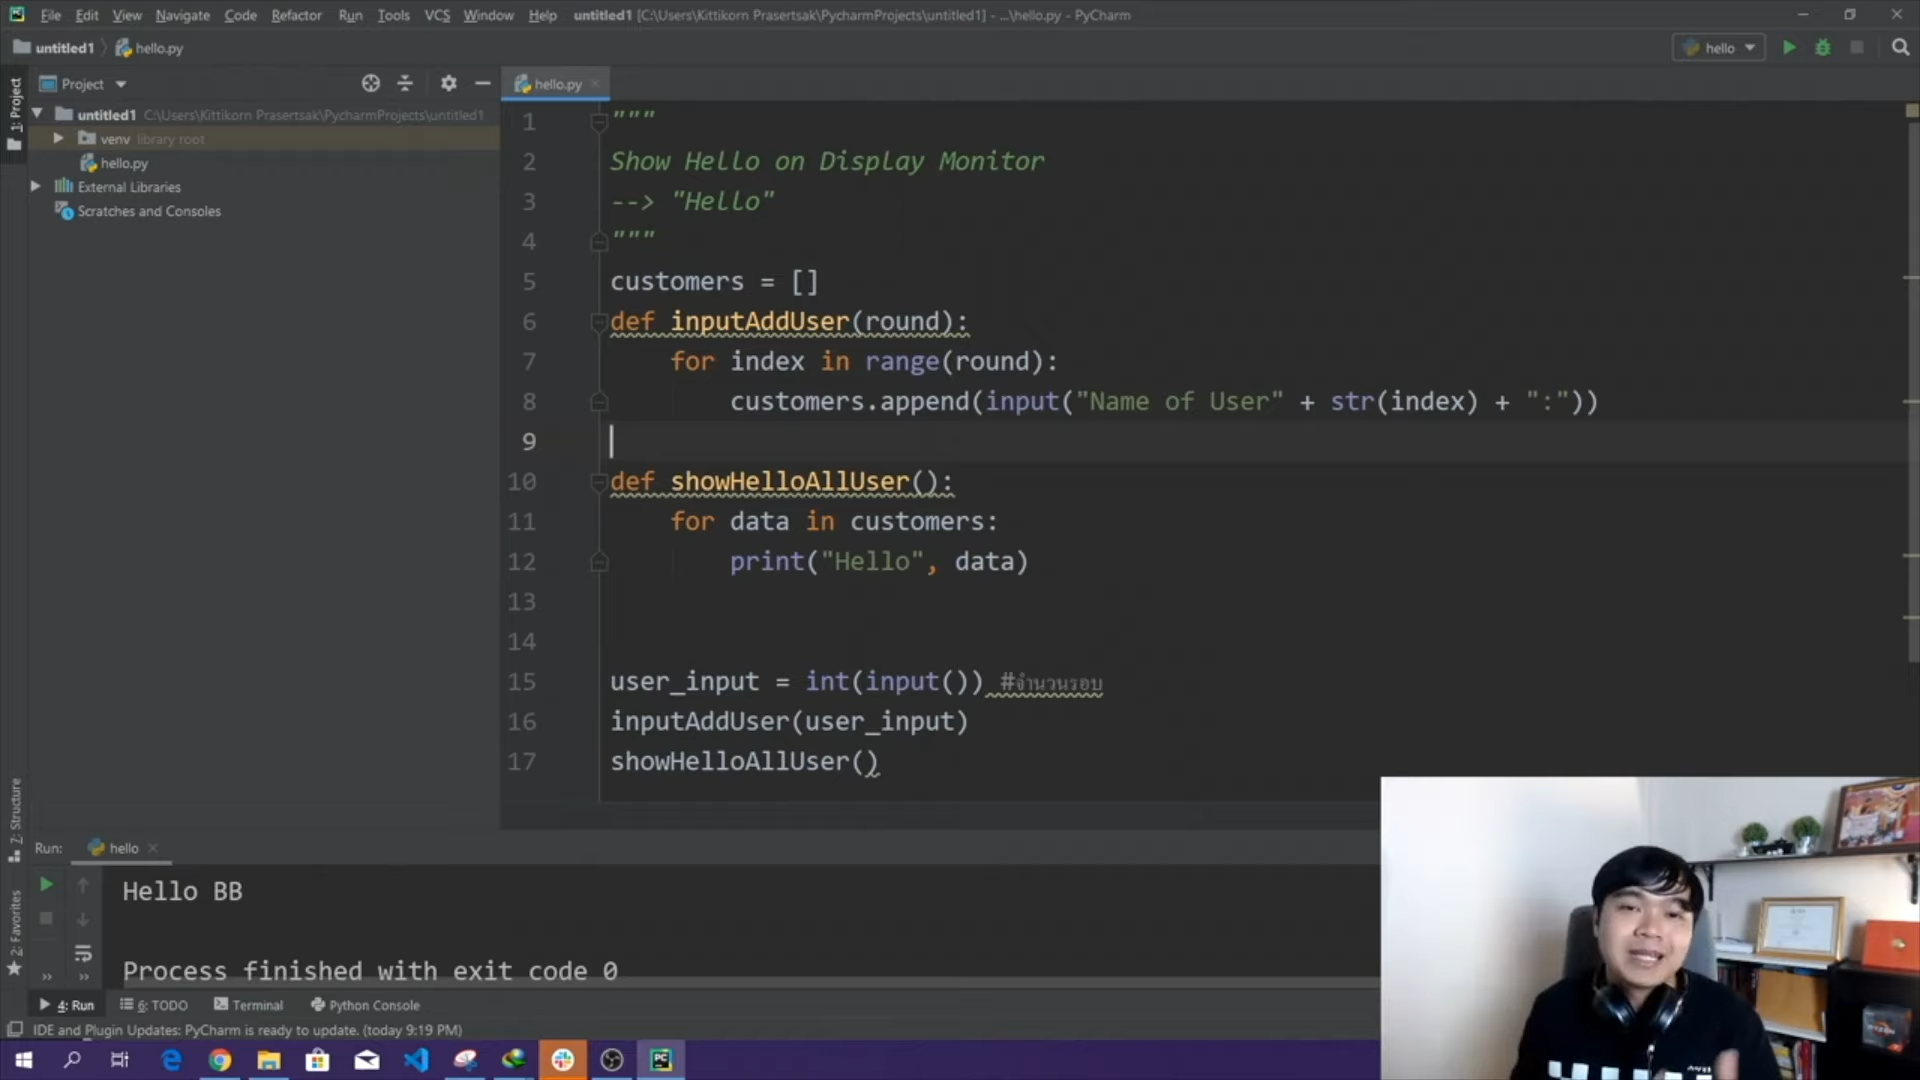 File Edit View Navigate Code Refactor Run Tools VCS Window Help untitled1 [C:\Users\Kittikorn Prasertsak\PycharmProjects\untitled1] - ...\hello.py - PyCharm
untitled1 hello.py
hello
1: Project
Project
hello.py
untitled1 C:\Users\Kittikorn Prasertsak\PycharmProjects\untitled1
venv library root
hello.py
External Libraries
Scratches and Consoles
1 """
2 Show Hello on Display Monitor
3 --> "Hello"
4 """
5 customers = []
6 def inputAddUser(round):
7 for index in range(round):
8 customers.append(input("Name of User" + str(index) + ":"))
9
10 def showHelloAllUser():
11 for data in customers:
12 print("Hello", data)
13
14
15 user_input = int(input()) #จำนวนรอบ
16 inputAddUser(user_input)
17 showHelloAllUser()
7: Structure
2: Favorites
Run: hello
Hello BB
Process finished with exit code 0
4: Run 6: TODO Terminal Python Console
IDE and Plugin Updates: PyCharm is ready to update. (today 9:19 PM)
PC
RYZEN